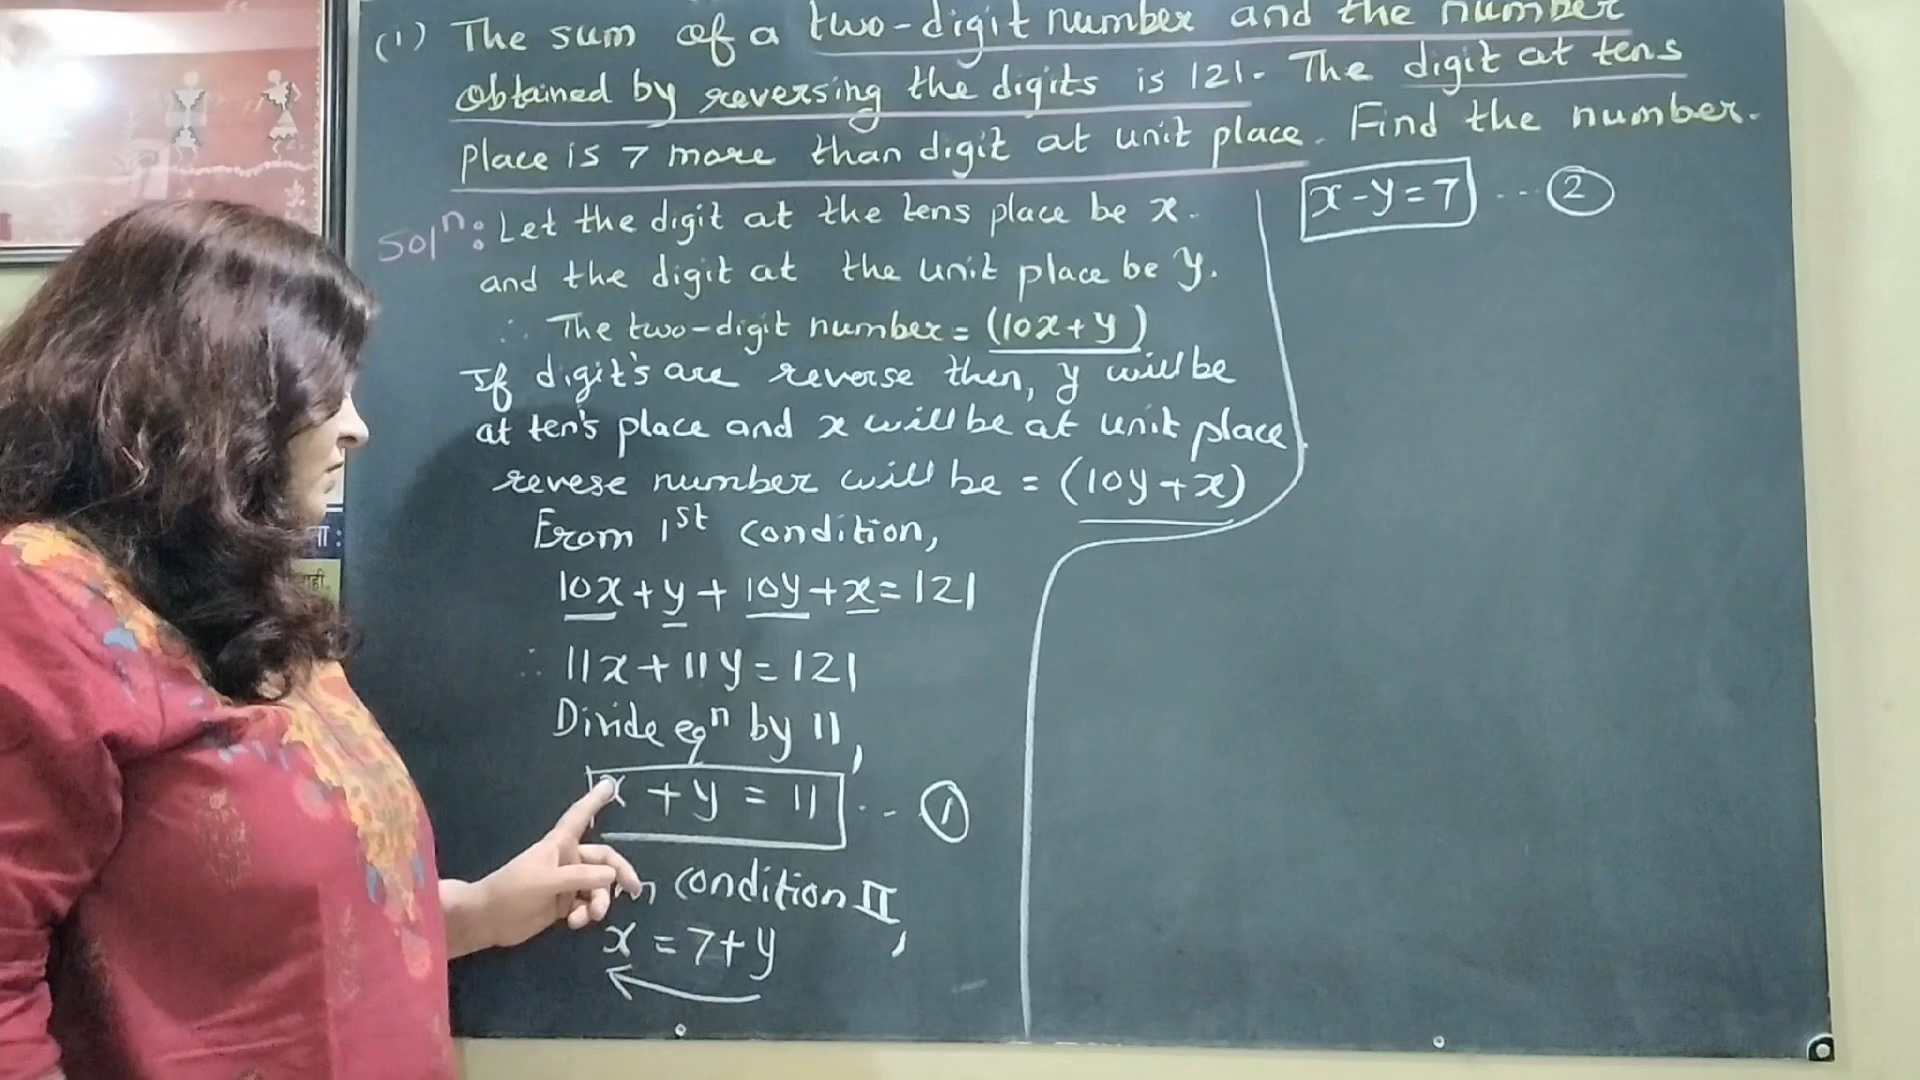 (1) The sum of a two-digit number and the number
obtained by reversing the digits is 121. The digit at tens
place is 7 more than digit at unit place. Find the number.
Solⁿ: Let the digit at the tens place be x.
and the digit at the unit place be y.
∴ The two-digit number = (10x+y)
If digit's are reverse then, y will be
at ten's place and x will be at unit place
revese number will be = (10y+x)
From 1st condition,
10x+y+10y+x=121
∴ 11x+11y=121
Divide eqⁿ by 11,
x+y=11 ... ①
condition II,
x=7+y
x-y=7 ... ②